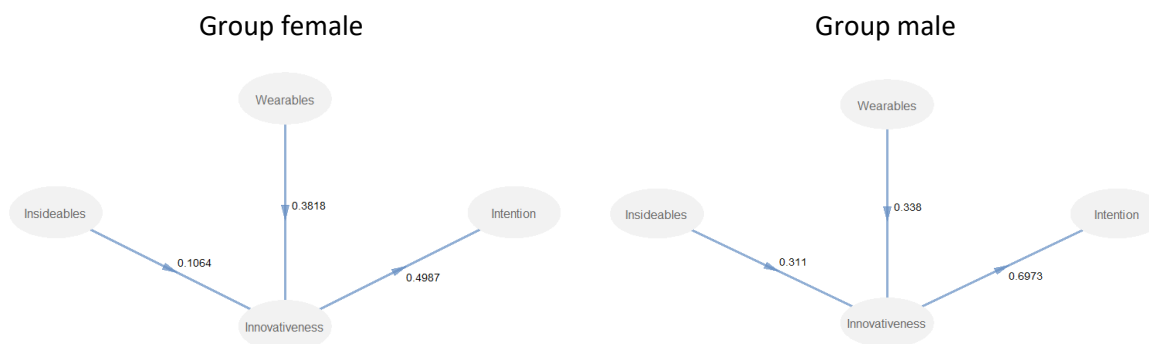 Group female
Wearables
Insideables
0.3818
Intention
0.1064
0.4987
Innovativeness
Group male
Wearables
Insideables
0.338
Intention
0.311
0.6973
Innovativeness